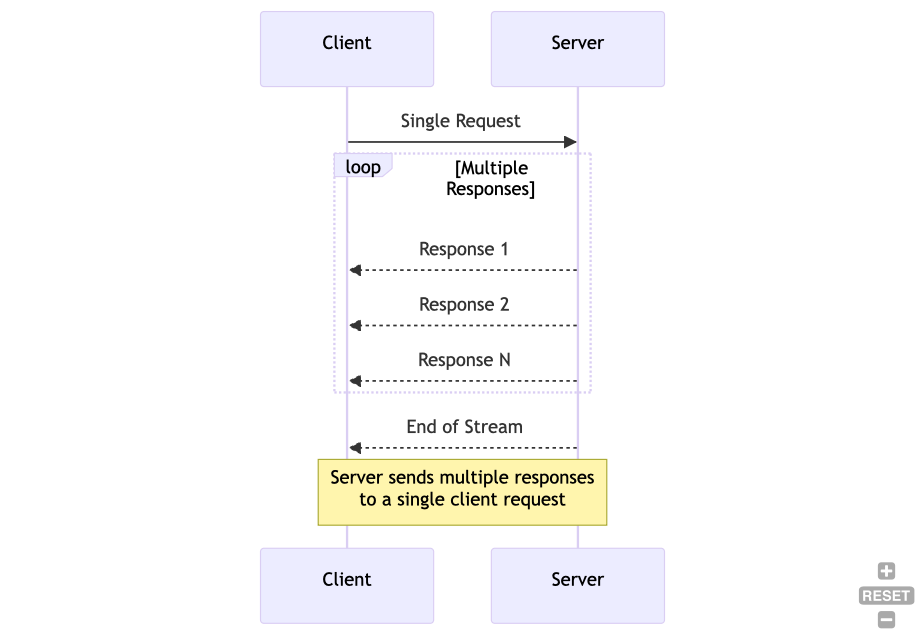 Client
Server
Single Request
loop
[Multiple
Responses]
Response 1
Response 2
Response N
End of Stream
Server sends multiple responses
to a single client request
Client
Server
RESET